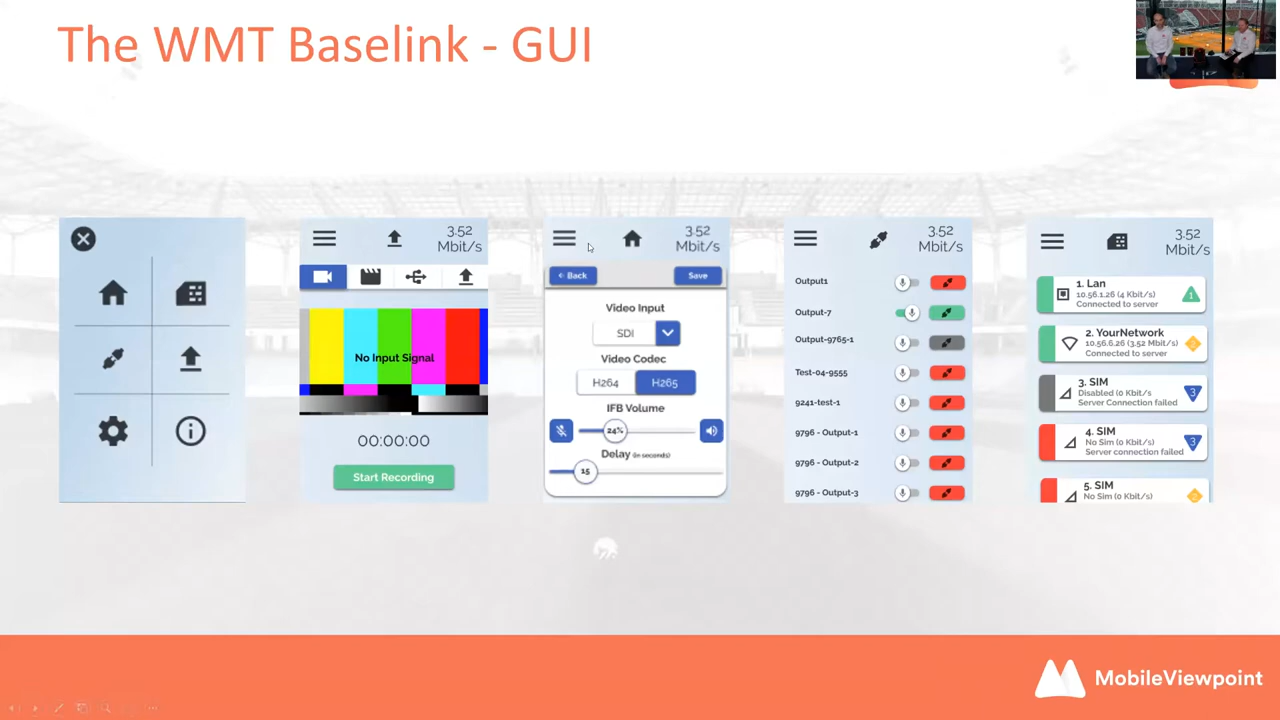 The WMT Baselink - GUI
3.52
Mbit/s
No Input Signal
00:00:00
Start Recording
3.52
Mbit/s
Back
Save
Video Input
SDI
Video Codec
H264
H265
IFB Volume
24%
Delay (in seconds)
15
3.52
Mbit/s
Output1
Output-7
Output-9765-1
Test-04-9555
9241-test-1
9796 - Output-1
9796 - Output-2
9796 - Output-3
3.52
Mbit/s
1. Lan
10.56.1.26 (4 Kbit/s)
Connected to server
1
2. YourNetwork
10.56.6.26 (3.52 Mbit/s)
Connected to server
2
3. SIM
Disabled (0 Kbit/s
Server Connection failed
3
4. SIM
No Sim (0 Kbit/s)
Server connection failed
3
5. SIM
No Sim (0 Kbit/s)
2
MobileViewpoint